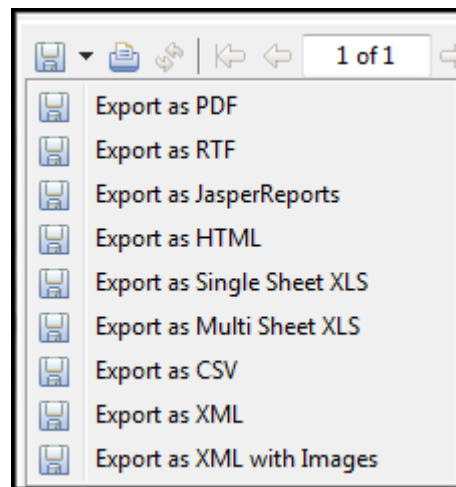 1 of 1
Export as PDF
Export as RTF
Export as JasperReports
Export as HTML
Export as Single Sheet XLS
Export as Multi Sheet XLS
Export as CSV
Export as XML
Export as XML with Images